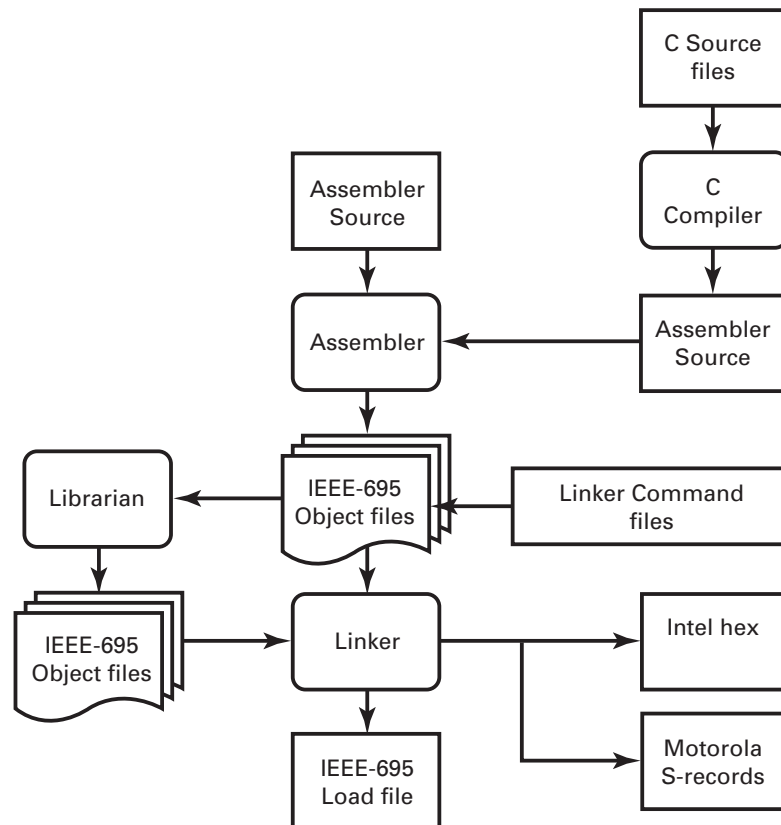 C Source
files
C
Compiler
Assembler
Source
Assembler
Assembler
Source
Librarian
IEEE-695
Object files
Linker Command
files
IEEE-695
Object files
Linker
Intel hex
IEEE-695
Load file
Motorola
S-records